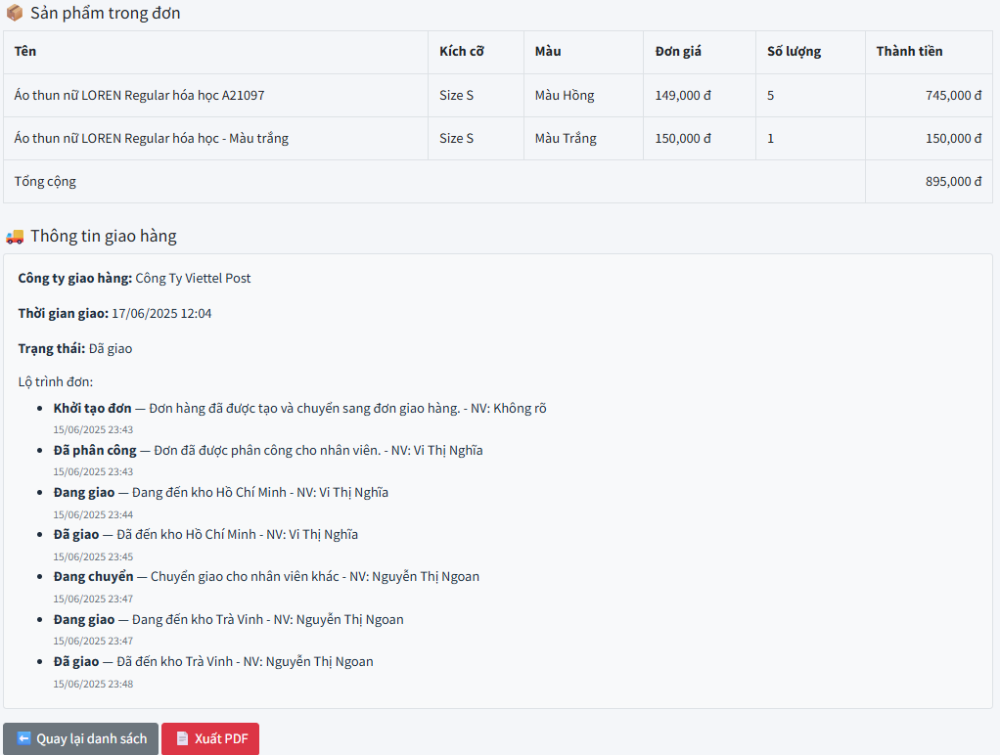 Sản phẩm trong đơn
Tên Kích cỡ Màu Đơn giá Số lượng Thành tiền
Áo thun nữ LOREN Regular hóa học A21097 Size S Màu Hồng 149,000 đ 5 745,000 đ
Áo thun nữ LOREN Regular hóa học - Màu trắng Size S Màu Trắng 150,000 đ 1 150,000 đ
Tổng cộng 895,000 đ
Thông tin giao hàng
Công ty giao hàng: Công Ty Viettel Post
Thời gian giao: 17/06/2025 12:04
Trạng thái: Đã giao
Lộ trình đơn:
Khởi tạo đơn — Đơn hàng đã được tạo và chuyển sang đơn giao hàng. - NV: Không rõ
15/06/2025 23:43
Đã phân công — Đơn đã được phân công cho nhân viên. - NV: Vi Thị Nghĩa
15/06/2025 23:43
Đang giao — Đang đến kho Hồ Chí Minh - NV: Vi Thị Nghĩa
15/06/2025 23:44
Đã giao — Đã đến kho Hồ Chí Minh - NV: Vi Thị Nghĩa
15/06/2025 23:45
Đang chuyển — Chuyển giao cho nhân viên khác - NV: Nguyễn Thị Ngoan
15/06/2025 23:47
Đang giao — Đang đến kho Trà Vinh - NV: Nguyễn Thị Ngoan
15/06/2025 23:47
Đã giao — Đã đến kho Trà Vinh - NV: Nguyễn Thị Ngoan
15/06/2025 23:48
Quay lại danh sách Xuất PDF